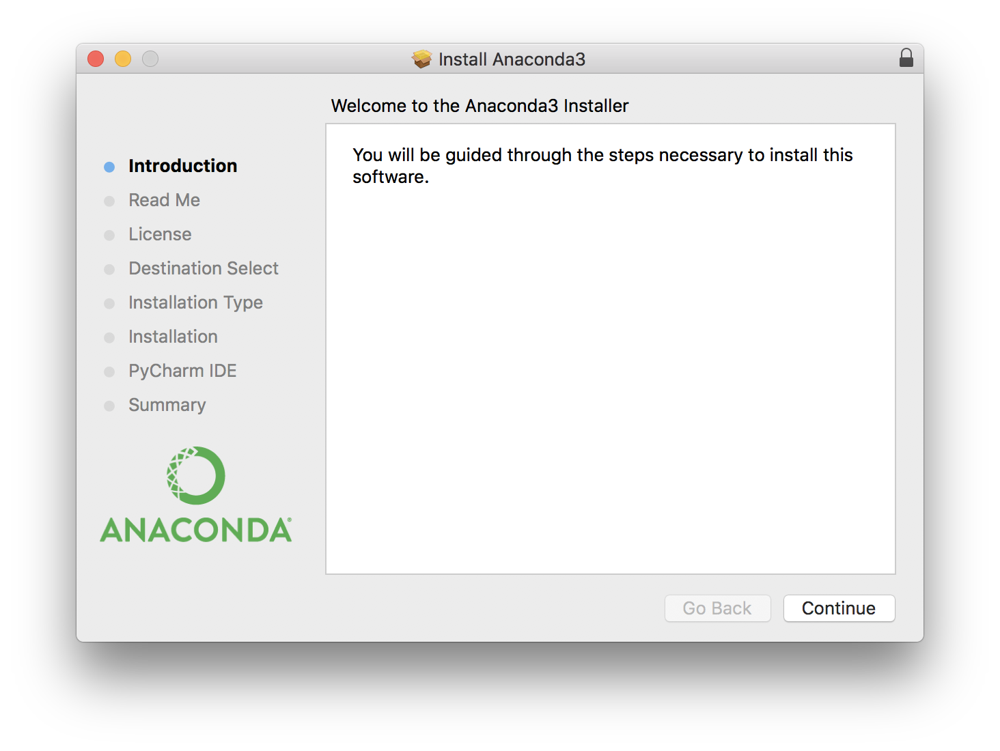 Install Anaconda3
Welcome to the Anaconda3 Installer
Introduction
Read Me
License
Destination Select
Installation Type
Installation
PyCharm IDE
Summary
ANACONDA®
You will be guided through the steps necessary to install this
software.
Go Back
Continue